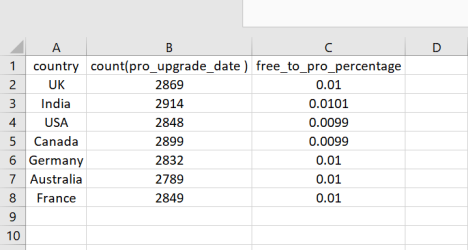 A B C D
1 country count(pro_upgrade_date ) free_to_pro_percentage
2 UK 2869 0.01
3 India 2914 0.0101
4 USA 2848 0.0099
5 Canada 2899 0.0099
6 Germany 2832 0.01
7 Australia 2789 0.01
8 France 2849 0.01
9
10